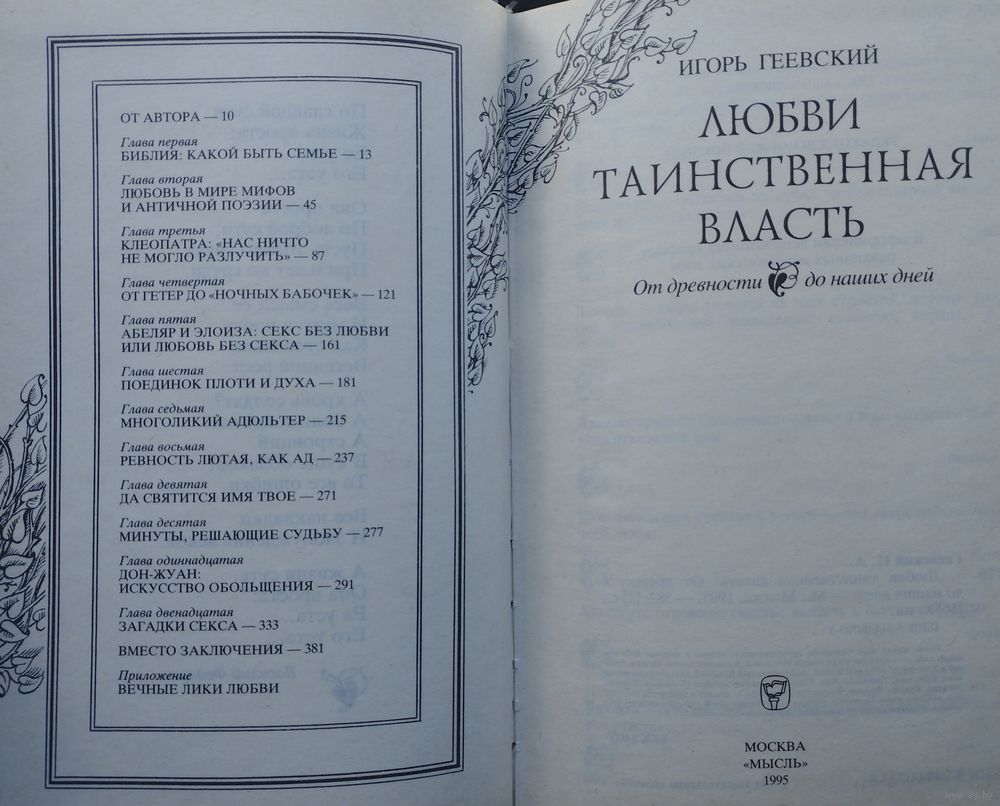 ОТ АВТОРА — 10
Глава первая
БИБЛИЯ: КАКОЙ БЫТЬ СЕМЬЕ — 13
Глава вторая
ЛЮБОВЬ В МИРЕ МИФОВ
И АНТИЧНОЙ ПОЭЗИИ — 45
Глава третья
КЛЕОПАТРА: «НАС НИЧТО
НЕ МОГЛО РАЗЛУЧИТЬ» — 87
Глава четвертая
ОТ ГЕТЕР ДО «НОЧНЫХ БАБОЧЕК» — 121
Глава пятая
АБЕЛЯР И ЭЛОИЗА: СЕКС БЕЗ ЛЮБВИ
ИЛИ ЛЮБОВЬ БЕЗ СЕКСА — 161
Глава шестая
ПОЕДИНОК ПЛОТИ И ДУХА — 181
Глава седьмая
МНОГОЛИКИЙ АДЮЛЬТЕР — 215
Глава восьмая
РЕВНОСТЬ ЛЮТАЯ, КАК АД — 237
Глава девятая
ДА СВЯТИТСЯ ИМЯ ТВОЕ — 271
Глава десятая
МИНУТЫ, РЕШАЮЩИЕ СУДЬБУ — 277
Глава одиннадцатая
ДОН-ЖУАН:
ИСКУССТВО ОБОЛЬЩЕНИЯ — 291
Глава двенадцатая
ЗАГАДКИ СЕКСА — 333
ВМЕСТО ЗАКЛЮЧЕНИЯ — 381
Приложение
ВЕЧНЫЕ ЛИКИ ЛЮБВИ
ИГОРЬ ГЕЕВСКИЙ
ЛЮБВИ
ТАИНСТВЕННАЯ
ВЛАСТЬ
От древности до наших дней
МОСКВА
«МЫСЛЬ»
1995
www.ay.by